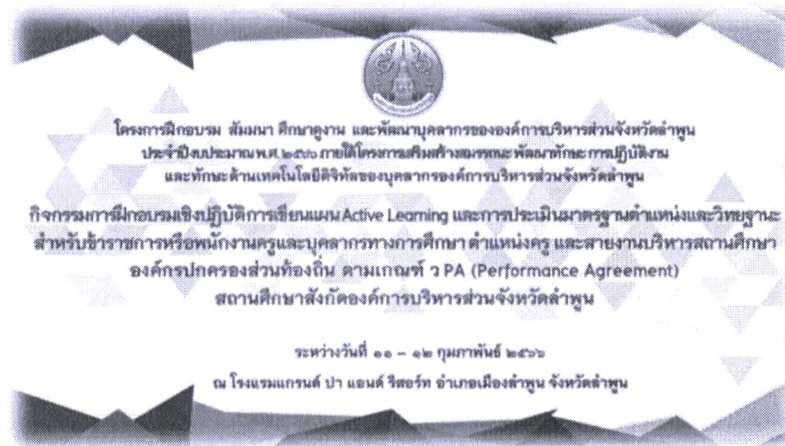 โครงการฝึกอบรม สัมมนา ศึกษาดูงาน และพัฒนาบุคลากรขององค์การบริหารส่วนจังหวัดลำพูน
ประจำปีงบประมาณ พ.ศ. ๒๕๖๖ ภายใต้โครงการเสริมสร้างสมรรถนะ พัฒนาทักษะ การปฏิบัติงาน
และทักษะด้านเทคโนโลยีดิจิทัลของบุคลากรองค์การบริหารส่วนจังหวัดลำพูน
กิจกรรมการฝึกอบรมเชิงปฏิบัติการเขียนแผน Active Learning และการประเมินมาตรฐานตำแหน่งและวิทยฐานะ
สำหรับข้าราชการหรือพนักงานครูและบุคลากรทางการศึกษา ตำแหน่งครู และสายงานบริหารสถานศึกษา
องค์กรปกครองส่วนท้องถิ่น ตามเกณฑ์ ว PA (Performance Agreement)
สถานศึกษาสังกัดองค์การบริหารส่วนจังหวัดลำพูน
ระหว่างวันที่ ๑๑ – ๑๒ กุมภาพันธ์ ๒๕๖๖
ณ โรงแรมแกรนด์ ปา แอนด์ รีสอร์ท อำเภอเมืองลำพูน จังหวัดลำพูน